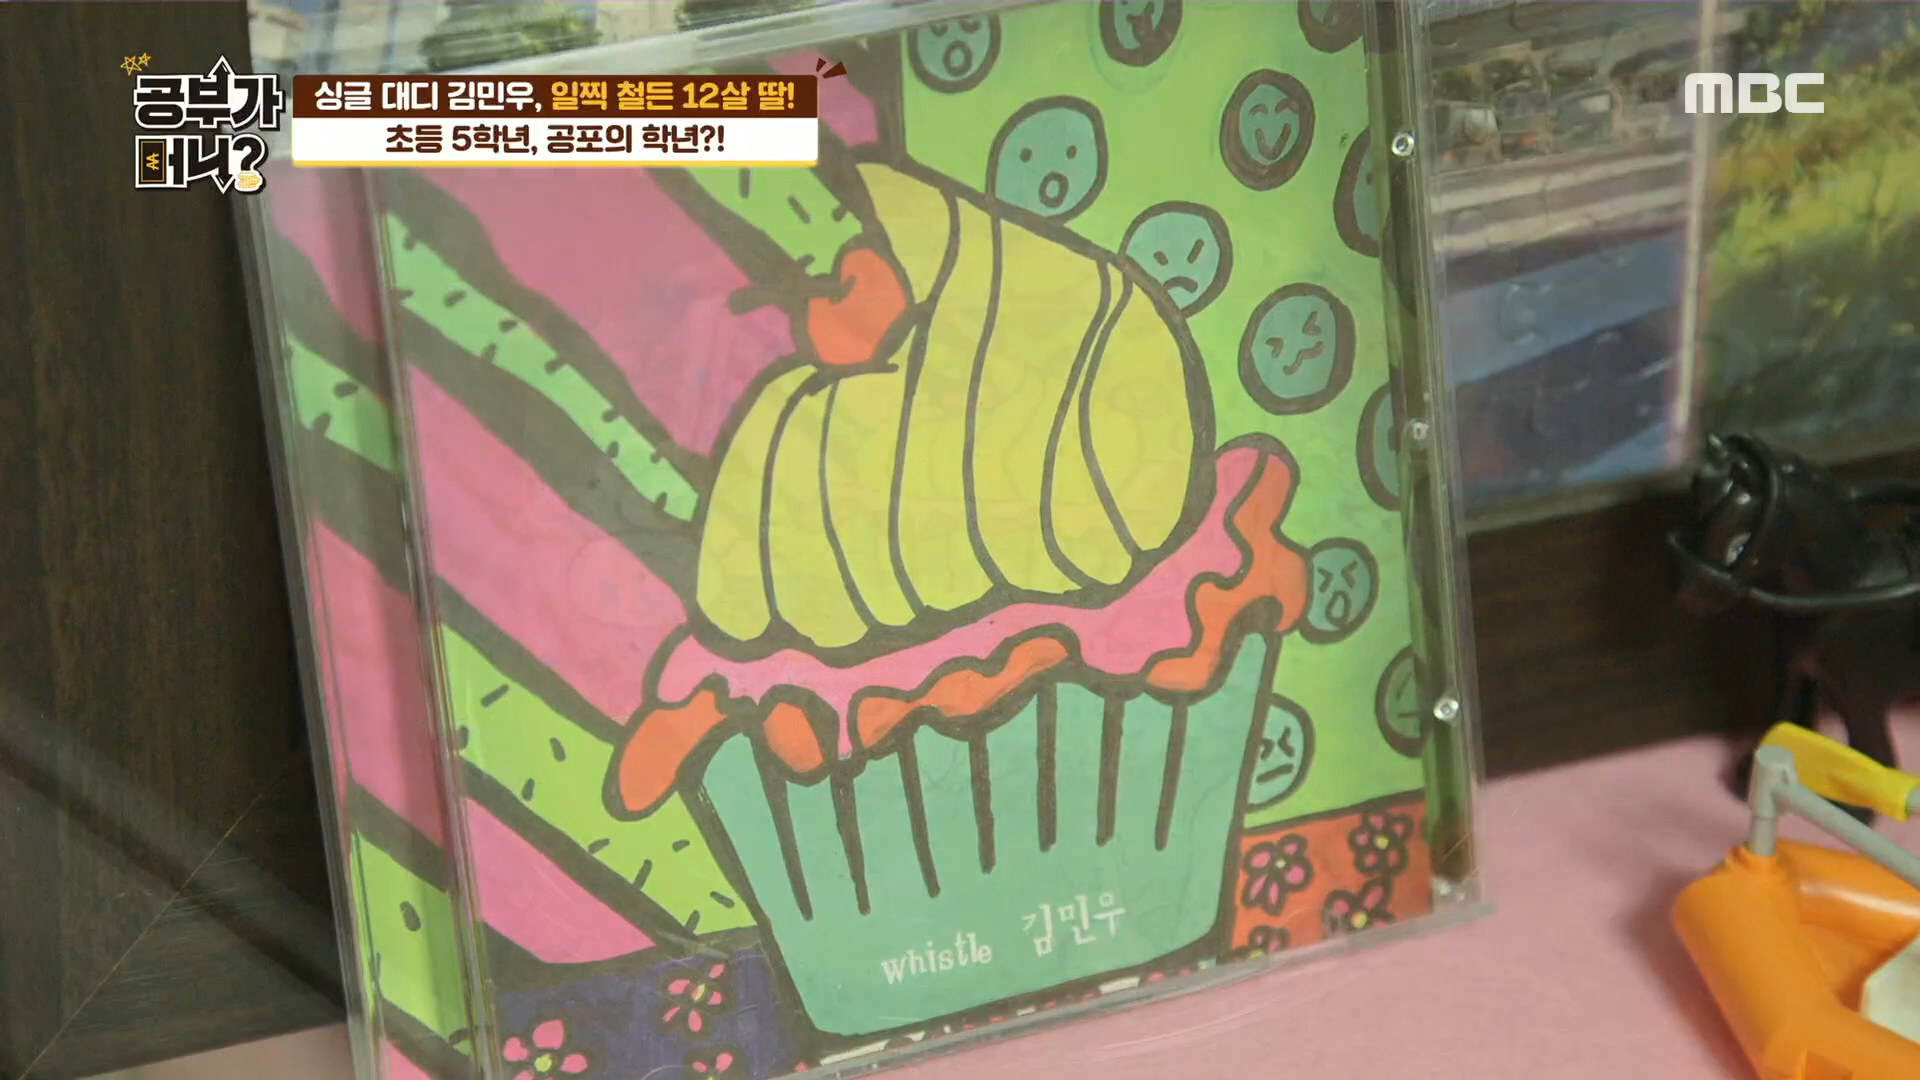 공부가
머니?
싱글 대디 김민우, 일찍 철든 12살 딸!
초등 5학년, 공포의 학년?!
MBC
whistle 김민우